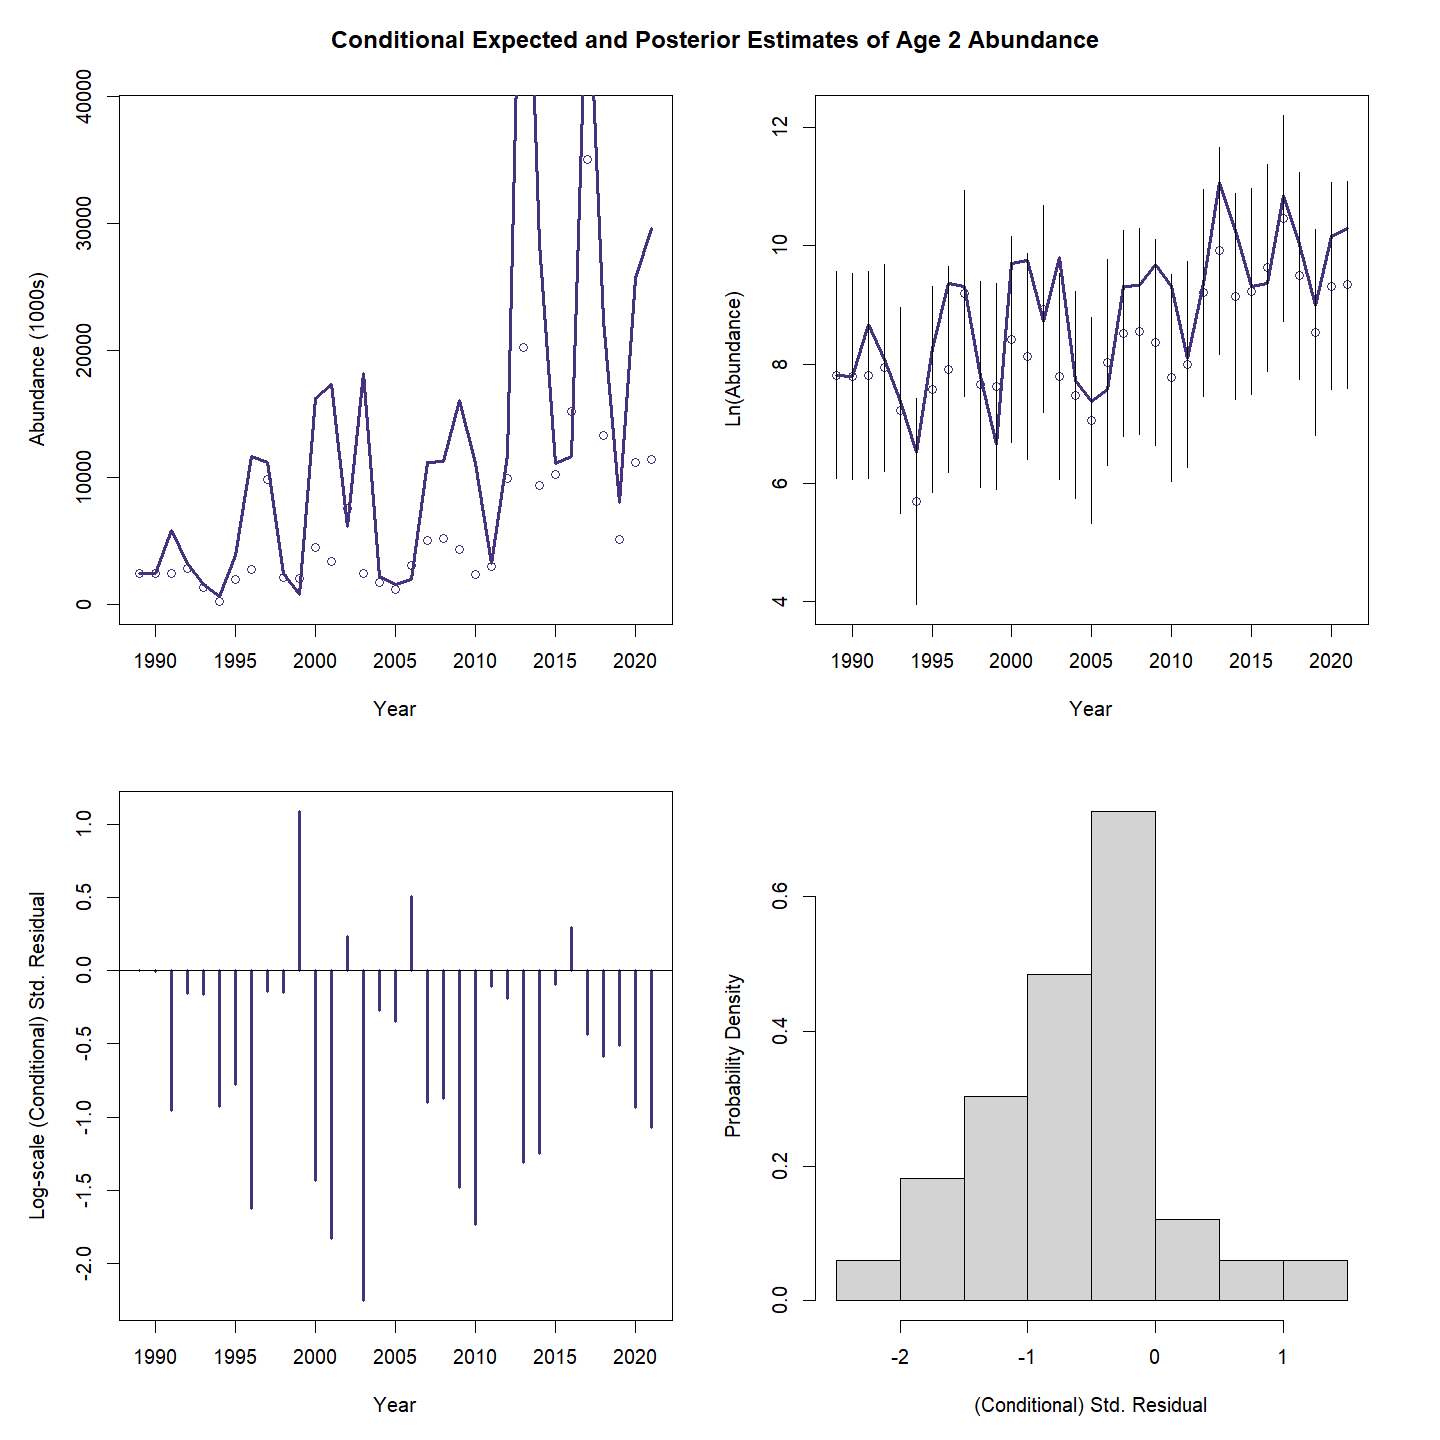 Conditional Expected and Posterior Estimates of Age 2 Abundance
Abundance (1000s)
40000
30000
20000
10000
0
1990 1995 2000 2005 2010 2015 2020
Year
Ln(Abundance)
12
10
8
6
4
1990 1995 2000 2005 2010 2015 2020
Year
Log-scale (Conditional) Std. Residual
1.0
0.5
0.0
-0.5
-1.0
-1.5
-2.0
1990 1995 2000 2005 2010 2015 2020
Year
Probability Density
0.6
0.4
0.2
0.0
-2 -1 0 1
(Conditional) Std. Residual